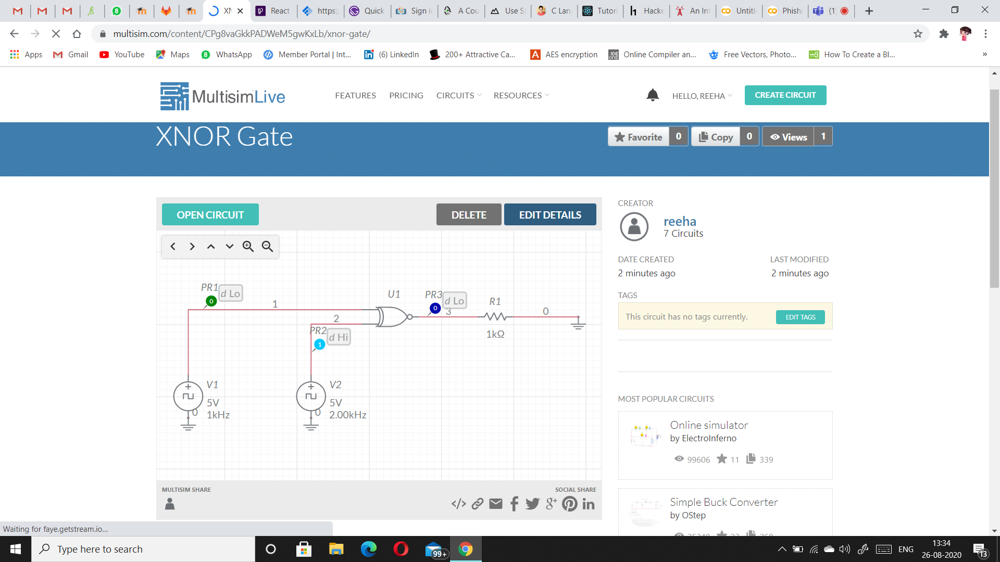 XN
React
https:/
Quick
Sign i
A Cou
Use S
C Lan
Tutori
Hacke
An Int
Untitl
Phishi
(1)
multisim.com/content/CPg8vaGkkPADWeM5gwKxLb/xnor-gate/
Apps
Gmail
YouTube
Maps
WhatsApp
Member Portal | Int...
(6) LinkedIn
200+ Attractive Ca...
AES encryption
Online Compiler an...
Free Vectors, Photo...
How To Create a Bl...
MultisimLive
FEATURES
PRICING
CIRCUITS
RESOURCES
HELLO, REEHA
CREATE CIRCUIT
XNOR Gate
Favorite 0
Copy 0
Views 1
OPEN CIRCUIT
DELETE
EDIT DETAILS
PR1
0
d Lo
1
2
PR2
1
d Hi
U1
PR3
0
d Lo
3
R1
1kΩ
0
V1
5V
1kHz
0
V2
5V
2.00kHz
0
MULTISIM SHARE
SOCIAL SHARE
CREATOR
reeha
7 Circuits
DATE CREATED
2 minutes ago
LAST MODIFIED
2 minutes ago
TAGS
This circuit has no tags currently.
EDIT TAGS
MOST POPULAR CIRCUITS
Online simulator
by ElectroInferno
99606 11 339
Simple Buck Converter
by OStep
Waiting for faye.getstream.io...
Type here to search
99+
ENG
13:34
26-08-2020
13